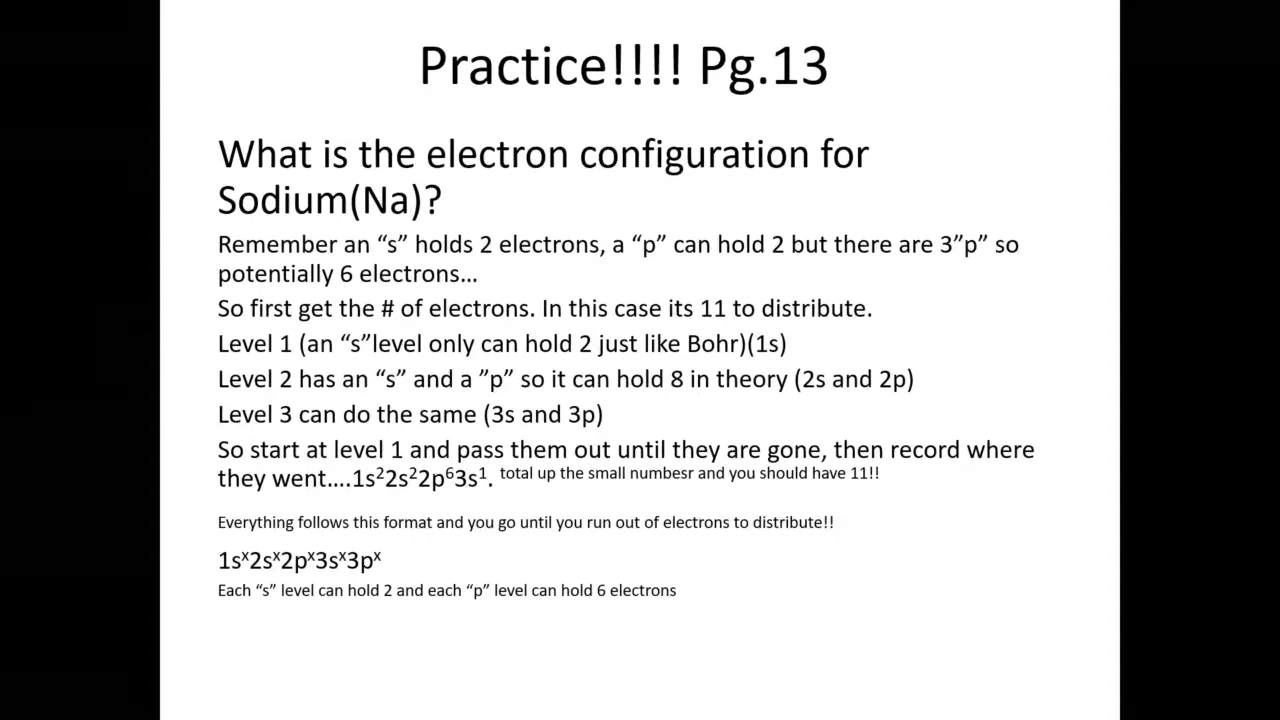 Practice!!!! Pg.13
What is the electron configuration for
Sodium(Na)?
Remember an “s” holds 2 electrons, a “p” can hold 2 but there are 3”p” so
potentially 6 electrons…
So first get the # of electrons. In this case its 11 to distribute.
Level 1 (an “s”level only can hold 2 just like Bohr)(1s)
Level 2 has an “s” and a ”p” so it can hold 8 in theory (2s and 2p)
Level 3 can do the same (3s and 3p)
So start at level 1 and pass them out until they are gone, then record where
they went….1s²2s²2p⁶3s¹. total up the small numbesr and you should have 11!!
Everything follows this format and you go until you run out of electrons to distribute!!
1sˣ2sˣ2pˣ3sˣ3pˣ
Each “s” level can hold 2 and each “p” level can hold 6 electrons